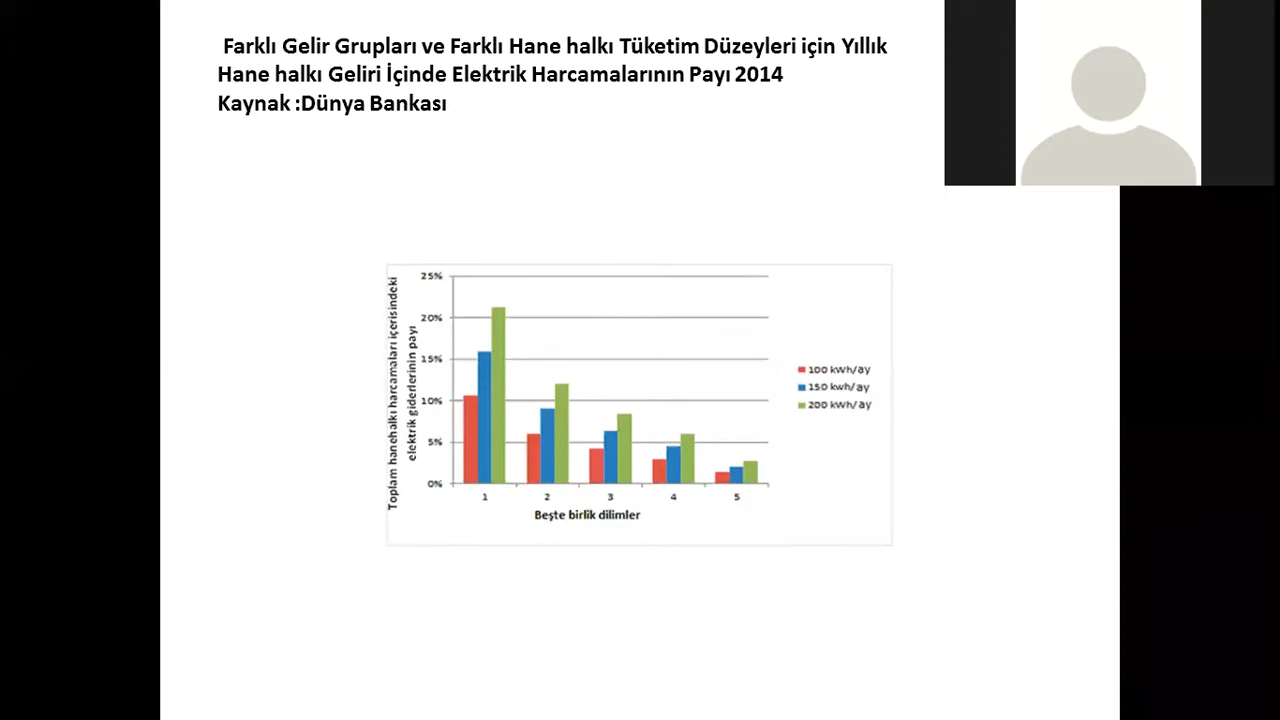 Farklı Gelir Grupları ve Farklı Hane halkı Tüketim Düzeyleri için Yıllık
Hane halkı Geliri İçinde Elektrik Harcamalarının Payı 2014
Kaynak :Dünya Bankası
Toplam hanehalkı harcamaları içerisindeki
elektrik giderlerinin payı
25%
20%
15%
10%
5%
0%
1 2 3 4 5
Beşte birlik dilimler
100 kWh/ay
150 kwh/ay
200 kWh/ay